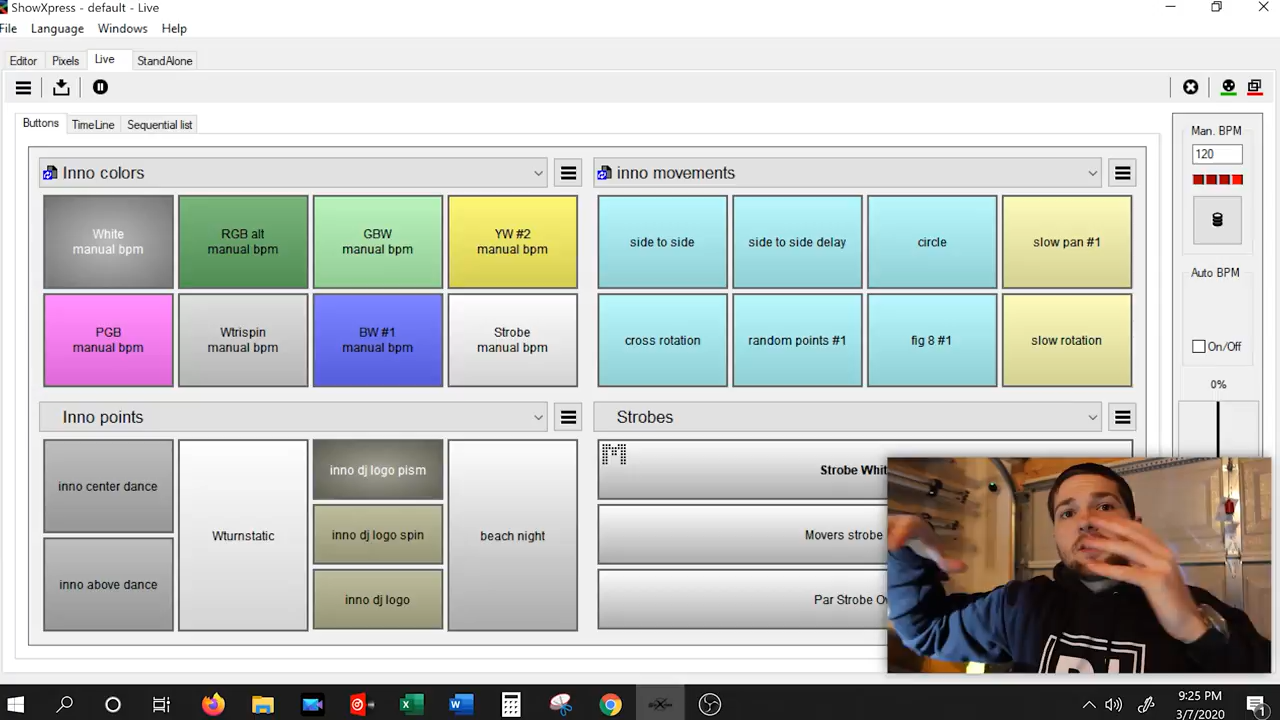 ShowXpress - default - Live
File Language Windows Help
Editor Pixels Live StandAlone
Buttons TimeLine Sequential list
Inno colors
White
manual bpm
RGB alt
manual bpm
GBW
manual bpm
YW #2
manual bpm
PGB
manual bpm
Wtrispin
manual bpm
BW #1
manual bpm
Strobe
manual bpm
inno movements
side to side
side to side delay
circle
slow pan #1
cross rotation
random points #1
fig 8 #1
slow rotation
Inno points
inno center dance
inno above dance
Wturnstatic
inno dj logo pism
inno dj logo spin
inno dj logo
beach night
Strobes
M
Strobe Whit
Movers strobe
Par Strobe Ov
Man. BPM
120
Auto BPM
On/Off
0%
9:25 PM
3/7/2020
1